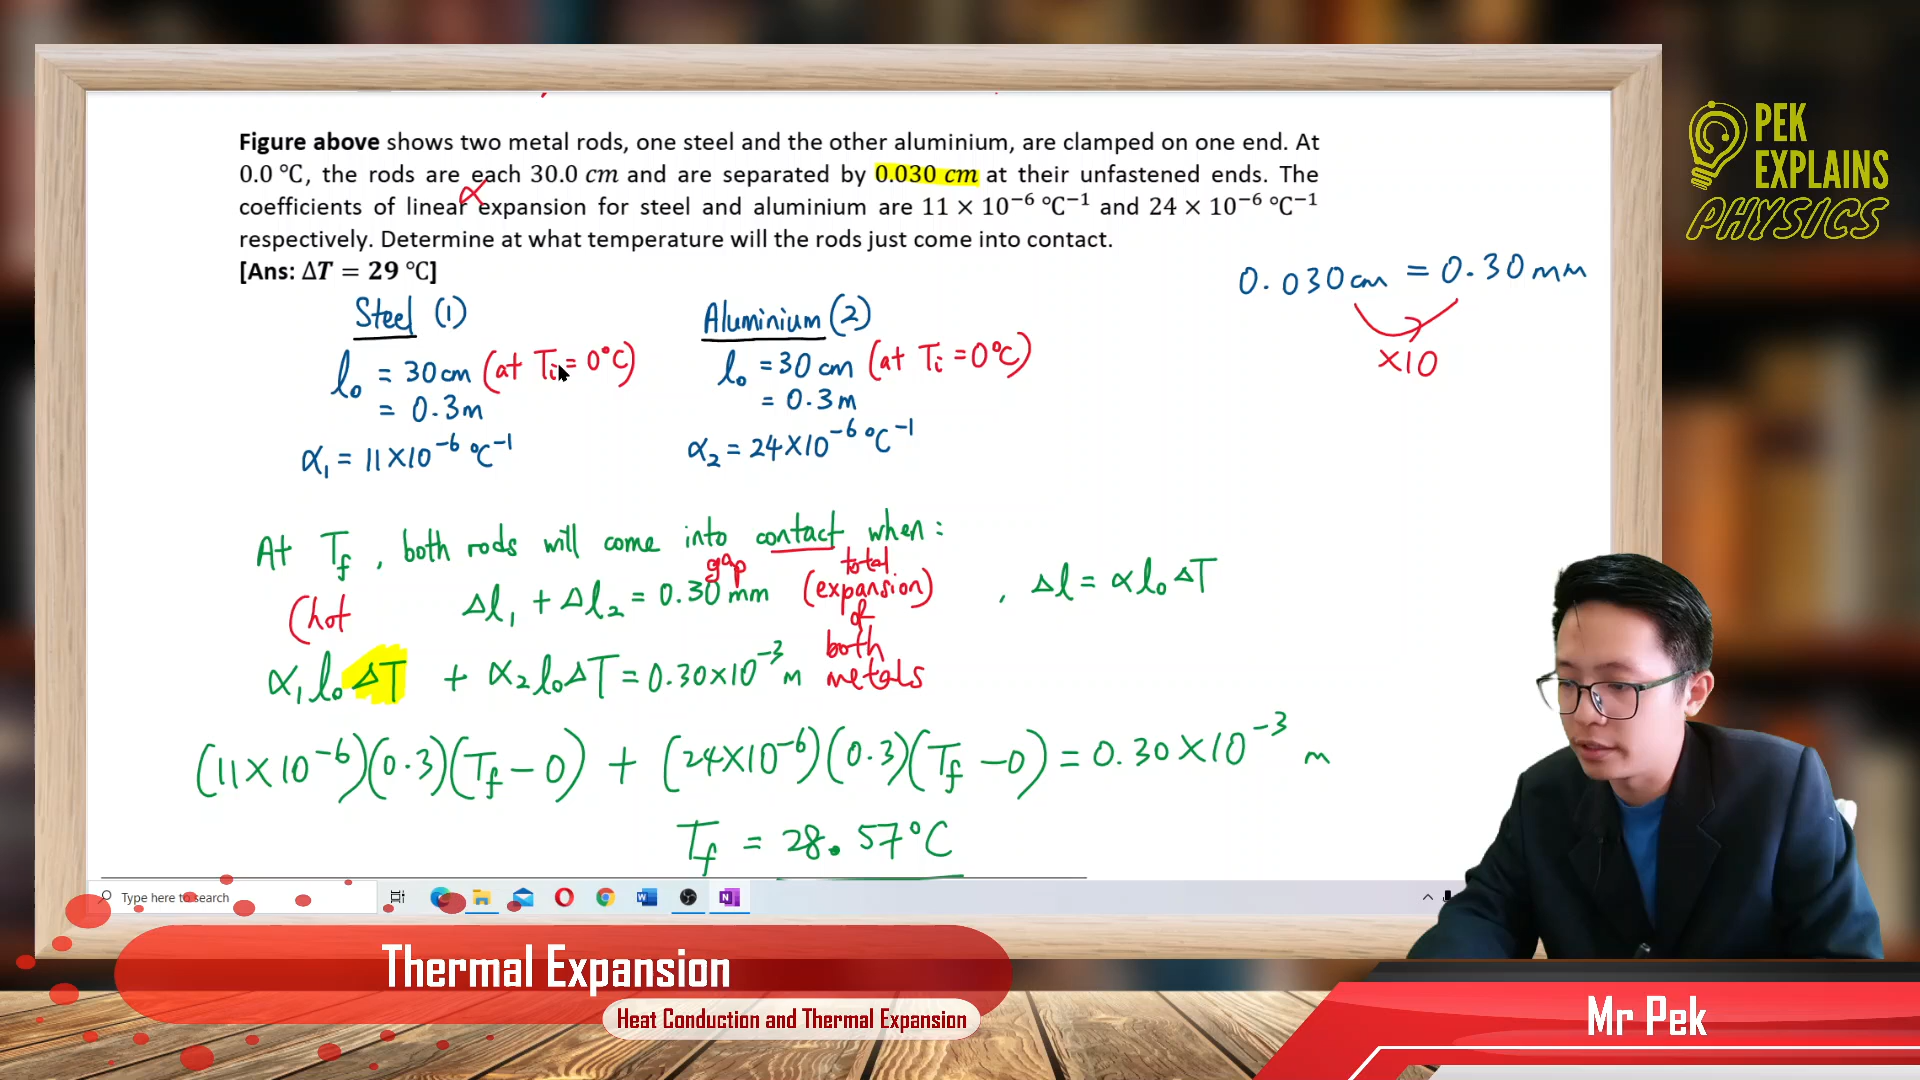 Figure above shows two metal rods, one steel and the other aluminium, are clamped on one end. At
0.0 ℃, the rods are each 30.0 cm and are separated by 0.030 cm at their unfastened ends. The
α
coefficients of linear expansion for steel and aluminium are 11 × 10⁻⁶ ℃⁻¹ and 24 × 10⁻⁶ ℃⁻¹
respectively. Determine at what temperature will the rods just come into contact.
[Ans: ΔT = 29 ℃]
0.030cm = 0.30mm
×10
Steel (1)
l₀ = 30cm (at Tᵢ = 0°C)
= 0.3m
α₁ = 11×10⁻⁶ °C⁻¹
Aluminium (2)
l₀ = 30 cm (at Tᵢ = 0°C)
= 0.3m
α₂ = 24×10⁻⁶ °C⁻¹
At T_f , both rods will come into contact when:
(hot
gap
Δl₁ + Δl₂ = 0.30 mm
total
(expansion)
of
both
metals
, Δl = αl₀ΔT
α₁l₀ΔT + α₂l₀ΔT = 0.30×10⁻³ m
(11×10⁻⁶)(0.3)(T_f − 0) + (24×10⁻⁶)(0.3)(T_f − 0) = 0.30×10⁻³ m
T_f = 28.57°C
Type here to search
PEK
EXPLAINS
PHYSICS
Thermal Expansion
Heat Conduction and Thermal Expansion
Mr Pek